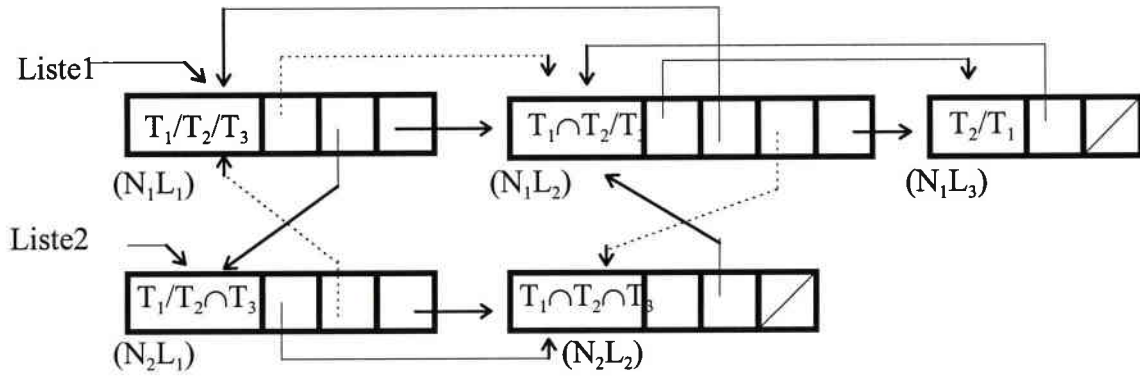 Liste1
T₁/T₂/T₃
T₁∩T₂/T
T₂/T₁
(N₁L₁)
(N₁L₂)
(N₁L₃)
Liste2
T₁/T₂∩T₃
T₁∩T₂∩T₃
(N₂L₁)
(N₂L₂)